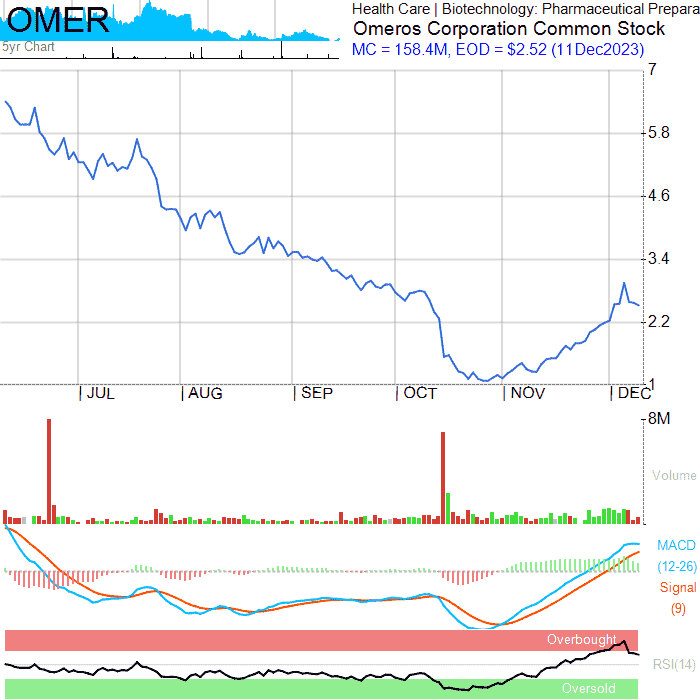 OMER
5yr Chart
Health Care | Biotechnology: Pharmaceutical Prepara
Omeros Corporation Common Stock
MC = 158.4M, EOD = $2.52 (11Dec2023)
7
5.8
4.6
3.4
2.2
1
| JUL | AUG | SEP | OCT | NOV | DEC
8M
Volume
MACD
(12-26)
Signal
(9)
Overbought
RSI(14)
Oversold